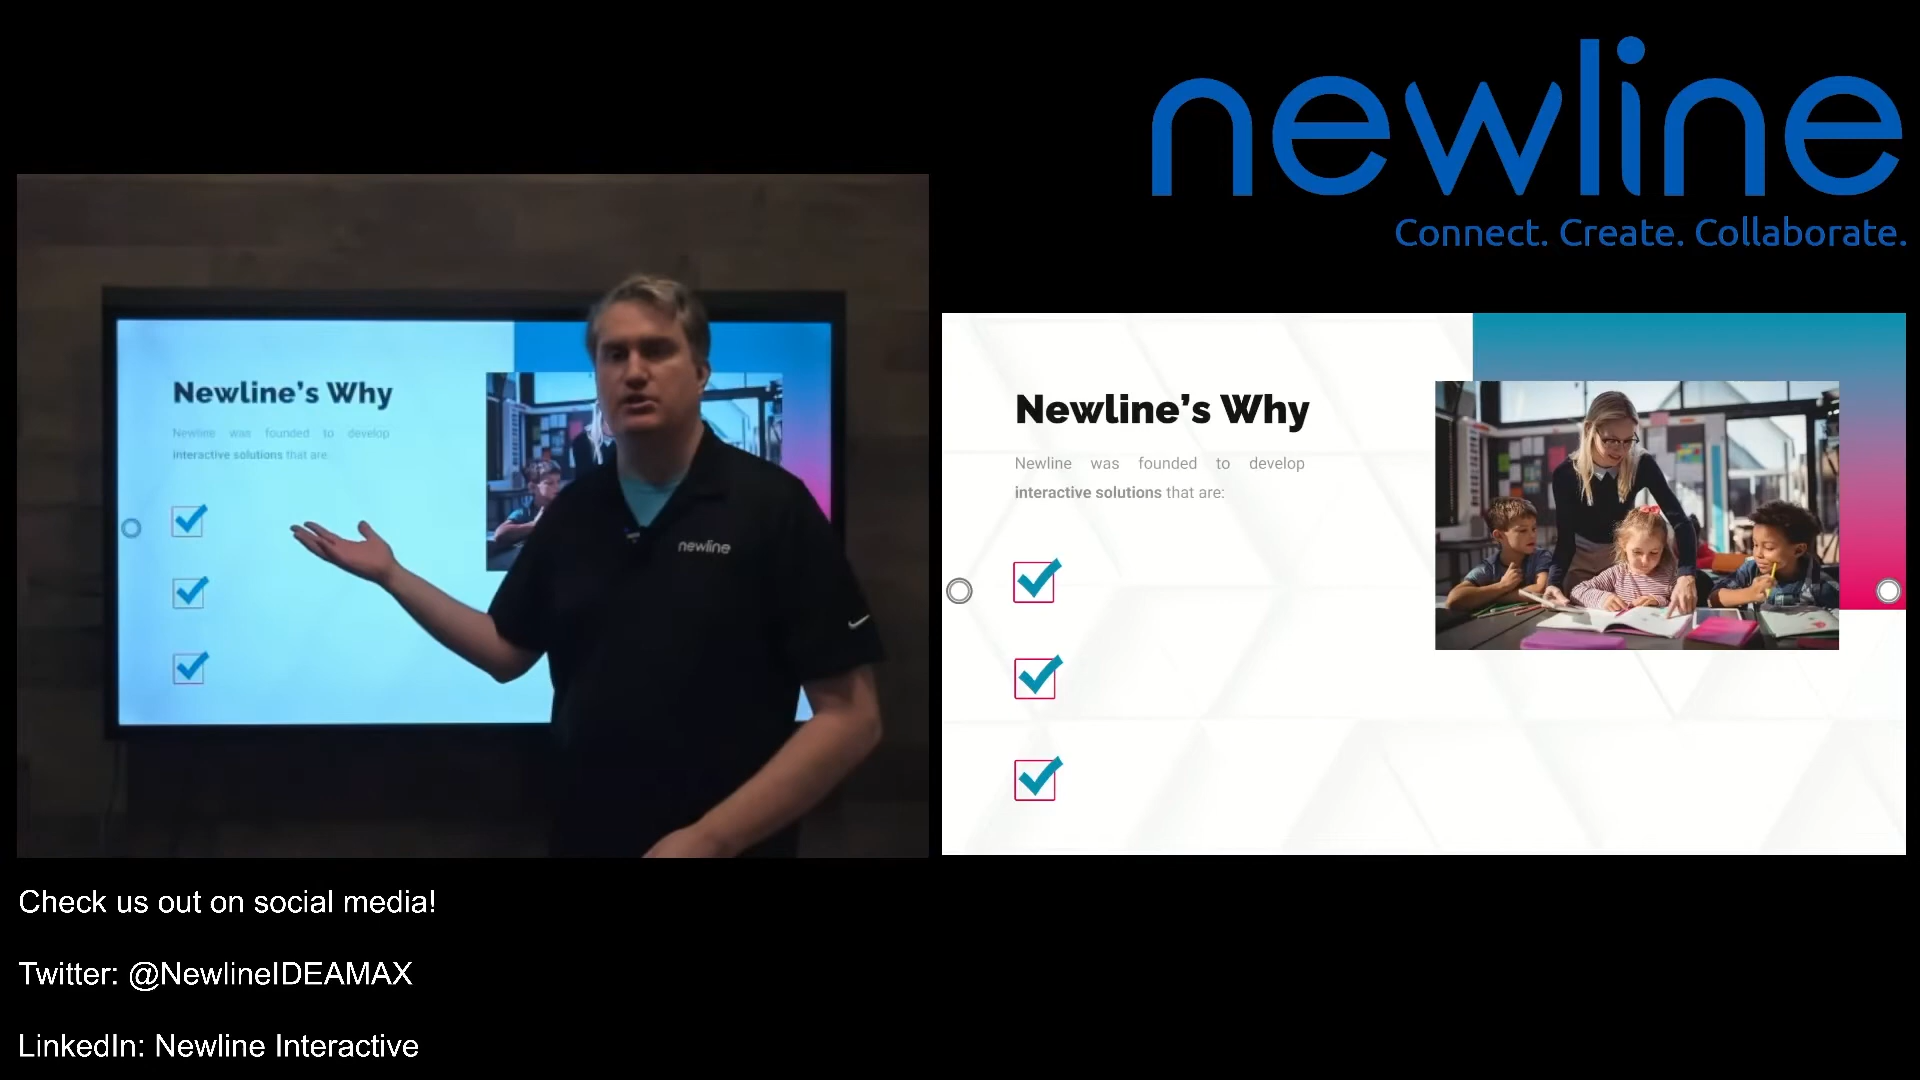 newline
Connect. Create. Collaborate.
Newline's Why
Newline was founded to develop
interactive solutions that are:
newline
Newline's Why
Newline was founded to develop
interactive solutions that are:
Check us out on social media!
Twitter: @NewlineIDEAMAX
LinkedIn: Newline Interactive